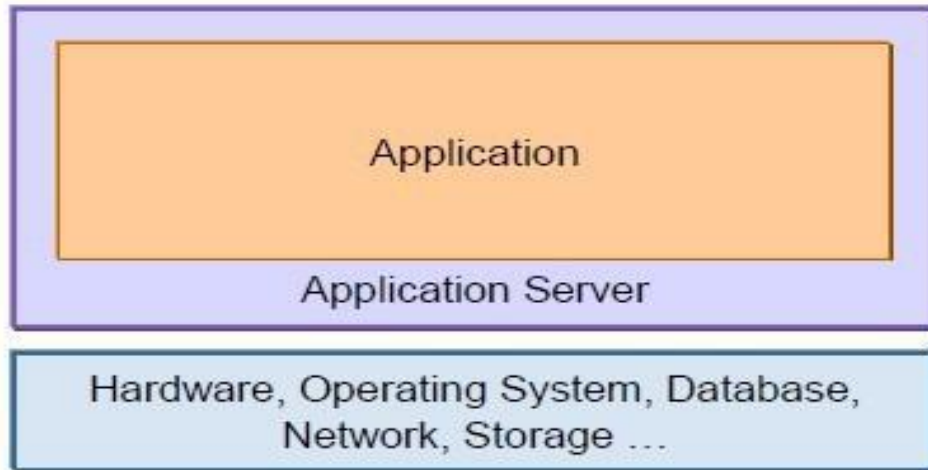 Application
Application Server
Hardware, Operating System, Database,
Network, Storage ...